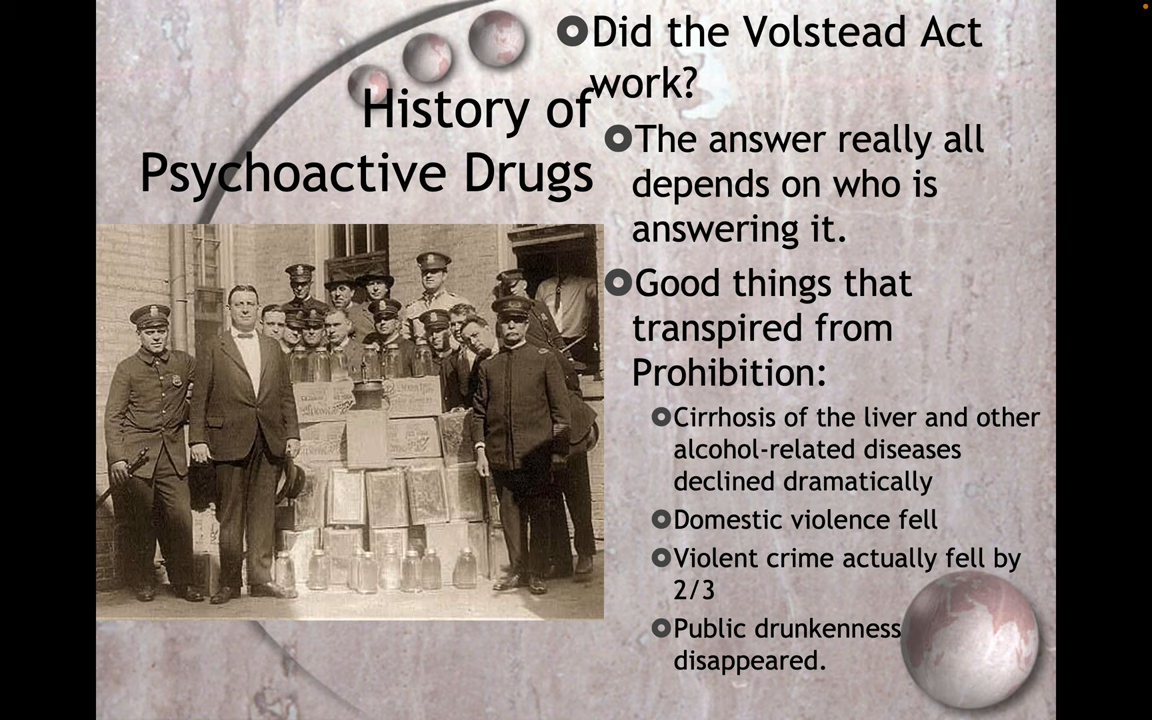 History of
Psychoactive Drugs
Did the Volstead Act
work?
The answer really all
depends on who is
answering it.
Good things that
transpired from
Prohibition:
Cirrhosis of the liver and other
alcohol-related diseases
declined dramatically
Domestic violence fell
Violent crime actually fell by
2/3
Public drunkenness
disappeared.